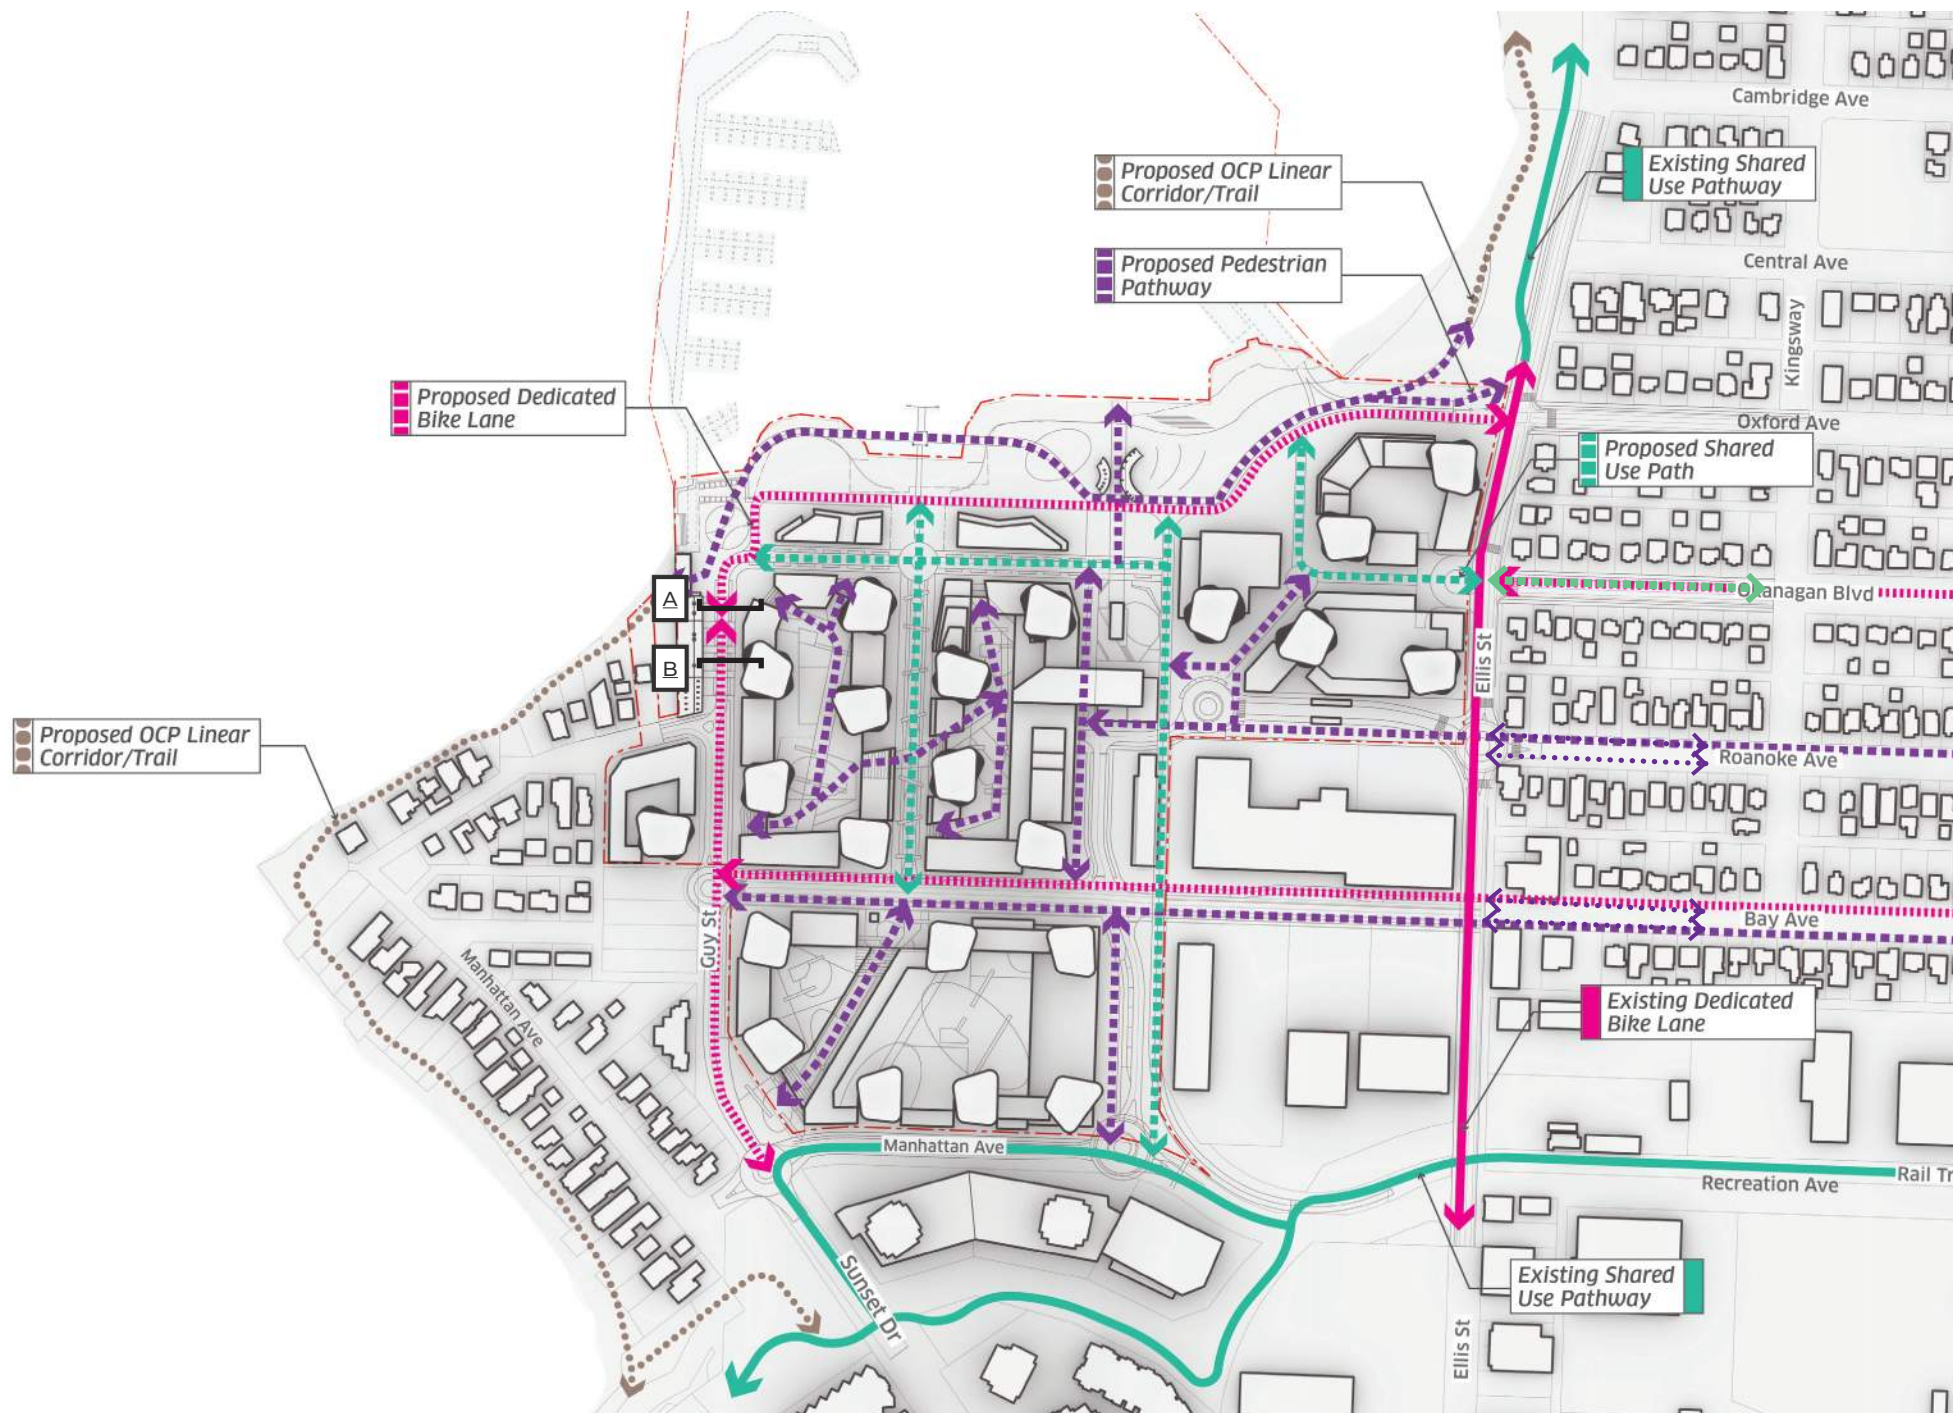 Cambridge Ave
Proposed OCP Linear
Corridor/Trail
Existing Shared
Use Pathway
Proposed Pedestrian
Pathway
Central Ave
Kingsway
Proposed Dedicated
Bike Lane
Oxford Ave
Proposed Shared
Use Path
A
anagan Blvd
B
Ellis St
Proposed OCP Linear
Corridor/Trail
Roanoke Ave
Bay Ave
Guy St
Manhattan Ave
Existing Dedicated
Bike Lane
Manhattan Ave
Rail Tr
Recreation Ave
Sunset Dr
Existing Shared
Use Pathway
Ellis St